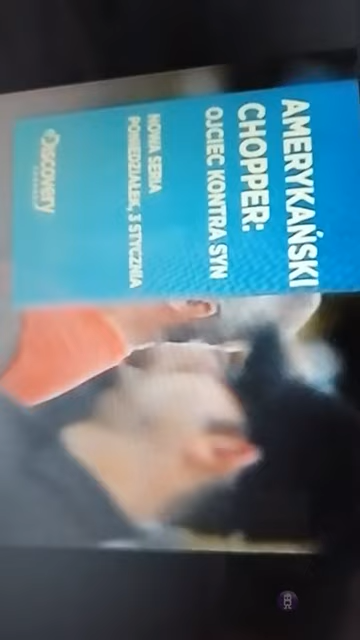 AMERYKAŃSKI
CHOPPER:
OJCIEC KONTRA SYN
NOWA SERIA
PONIEDZIAŁEK, 3 STYCZNIA
Discovery